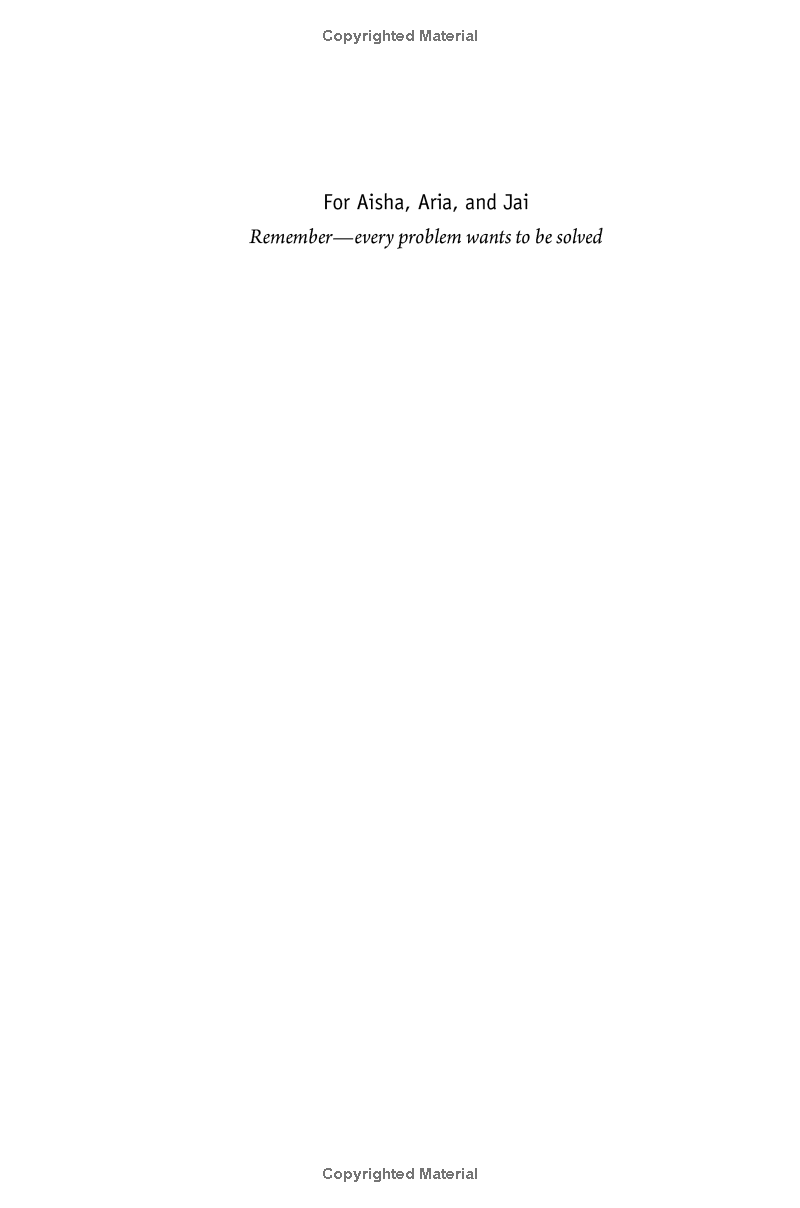 Copyrighted Material
For Aisha, Aria, and Jai
Remember—every problem wants to be solved
Copyrighted Material